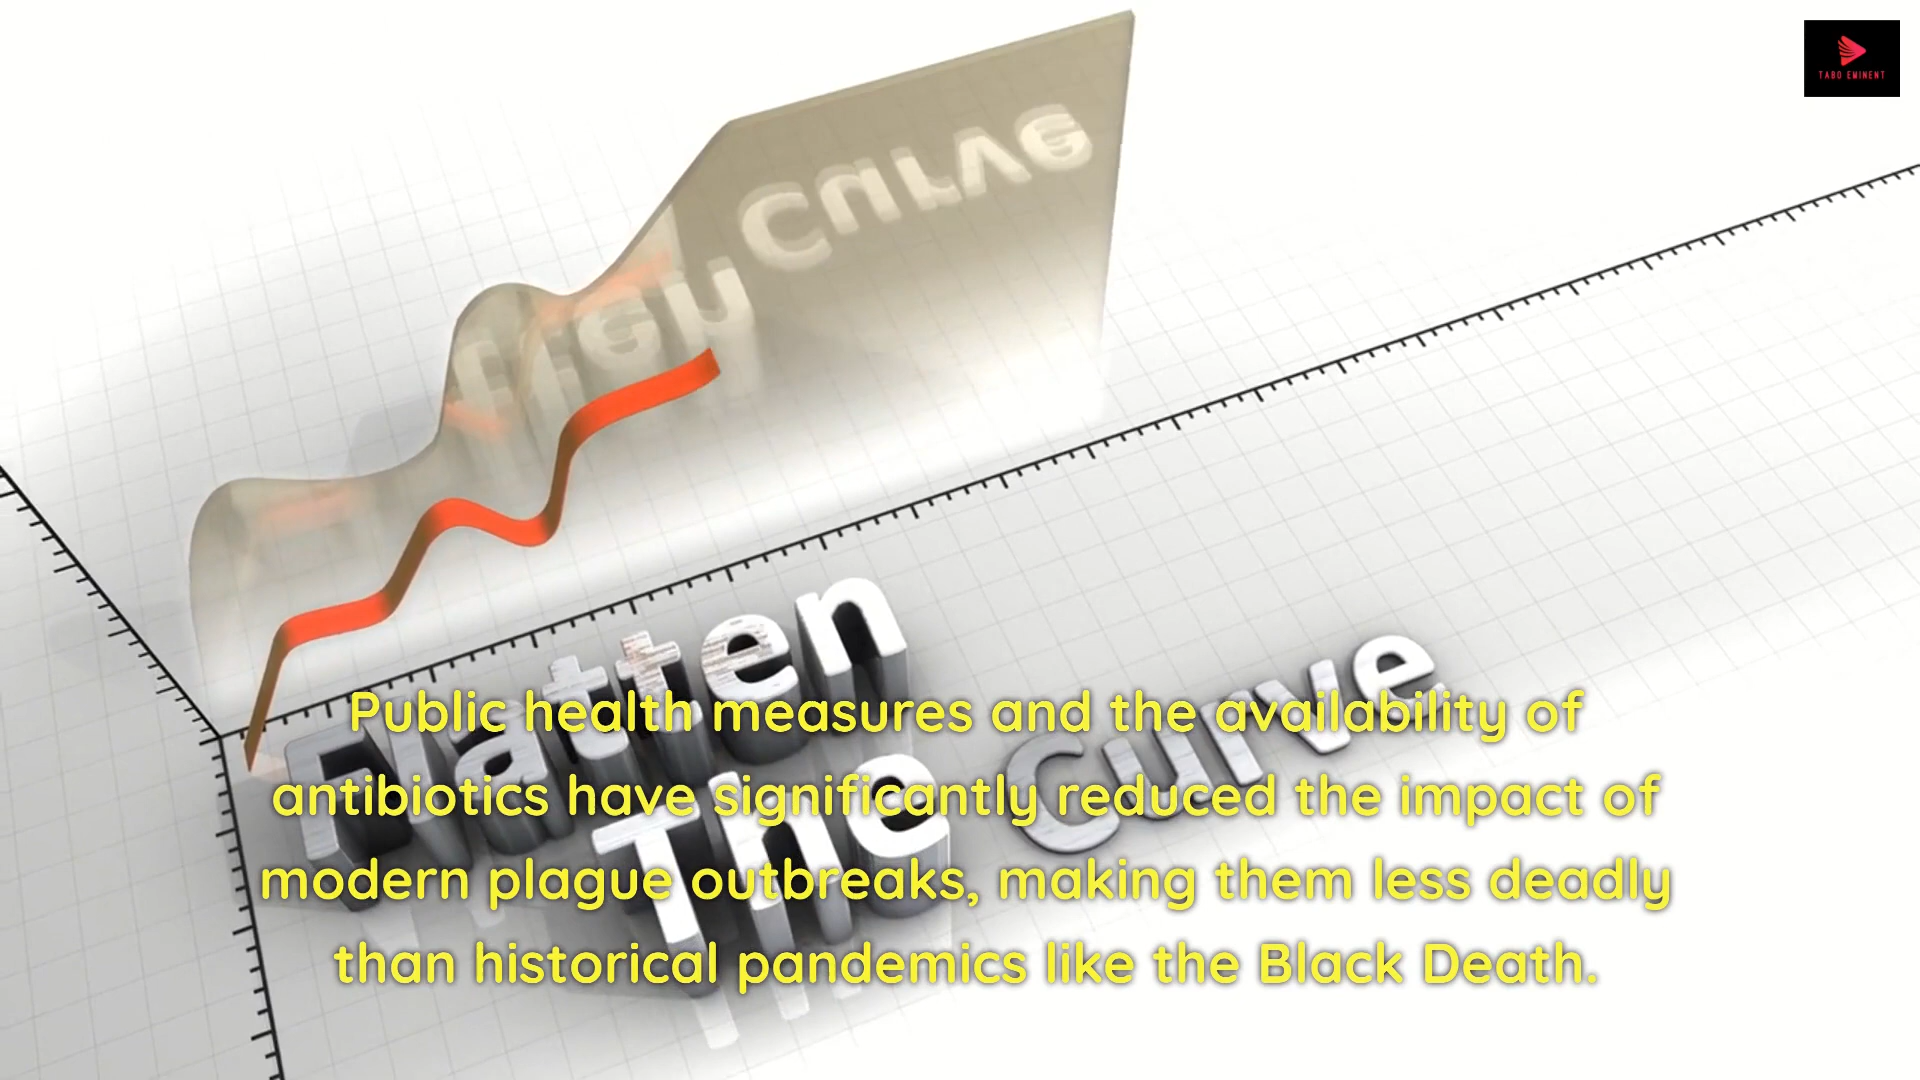 TABO EMINENT
Flatten
The Curve
Public health measures and the availability of
antibiotics have significantly reduced the impact of
modern plague outbreaks, making them less deadly
than historical pandemics like the Black Death.